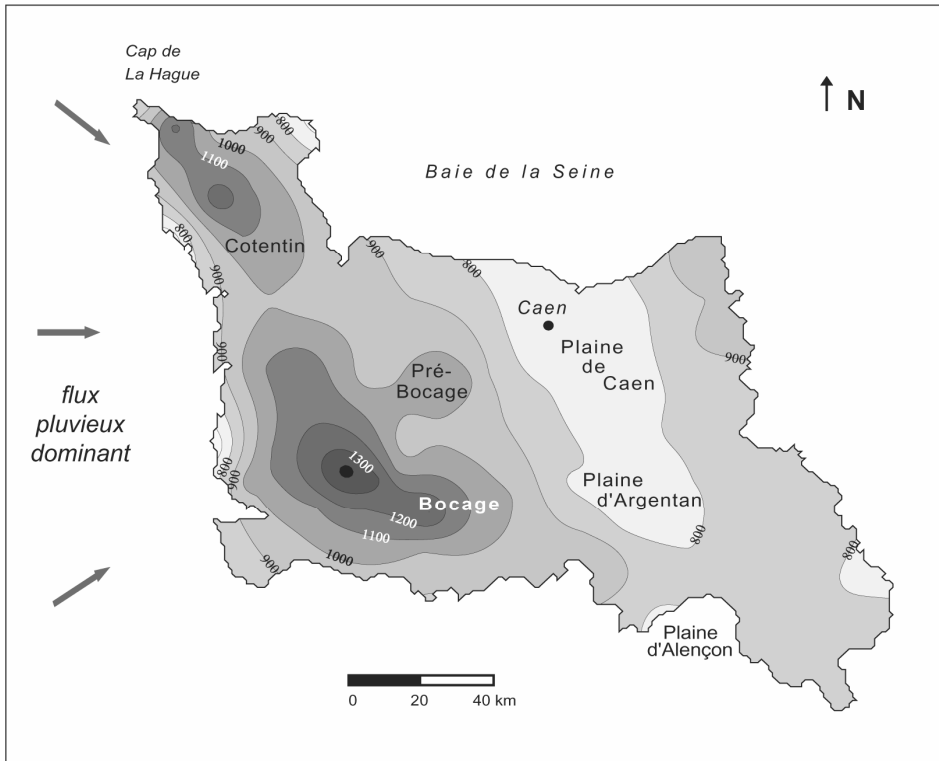 Cap de
La Hague
N
800
900
1000
1100
Baie de la Seine
Cotentin
800
900
900
800
Caen
Plaine
de
Caen
900
900
Pré-
Bocage
flux
pluvieux
dominant
800
900
1300
Bocage
1200
1100
1000
900
Plaine
d'Argentan
800
800
Plaine
d'Alençon
0 20 40 km